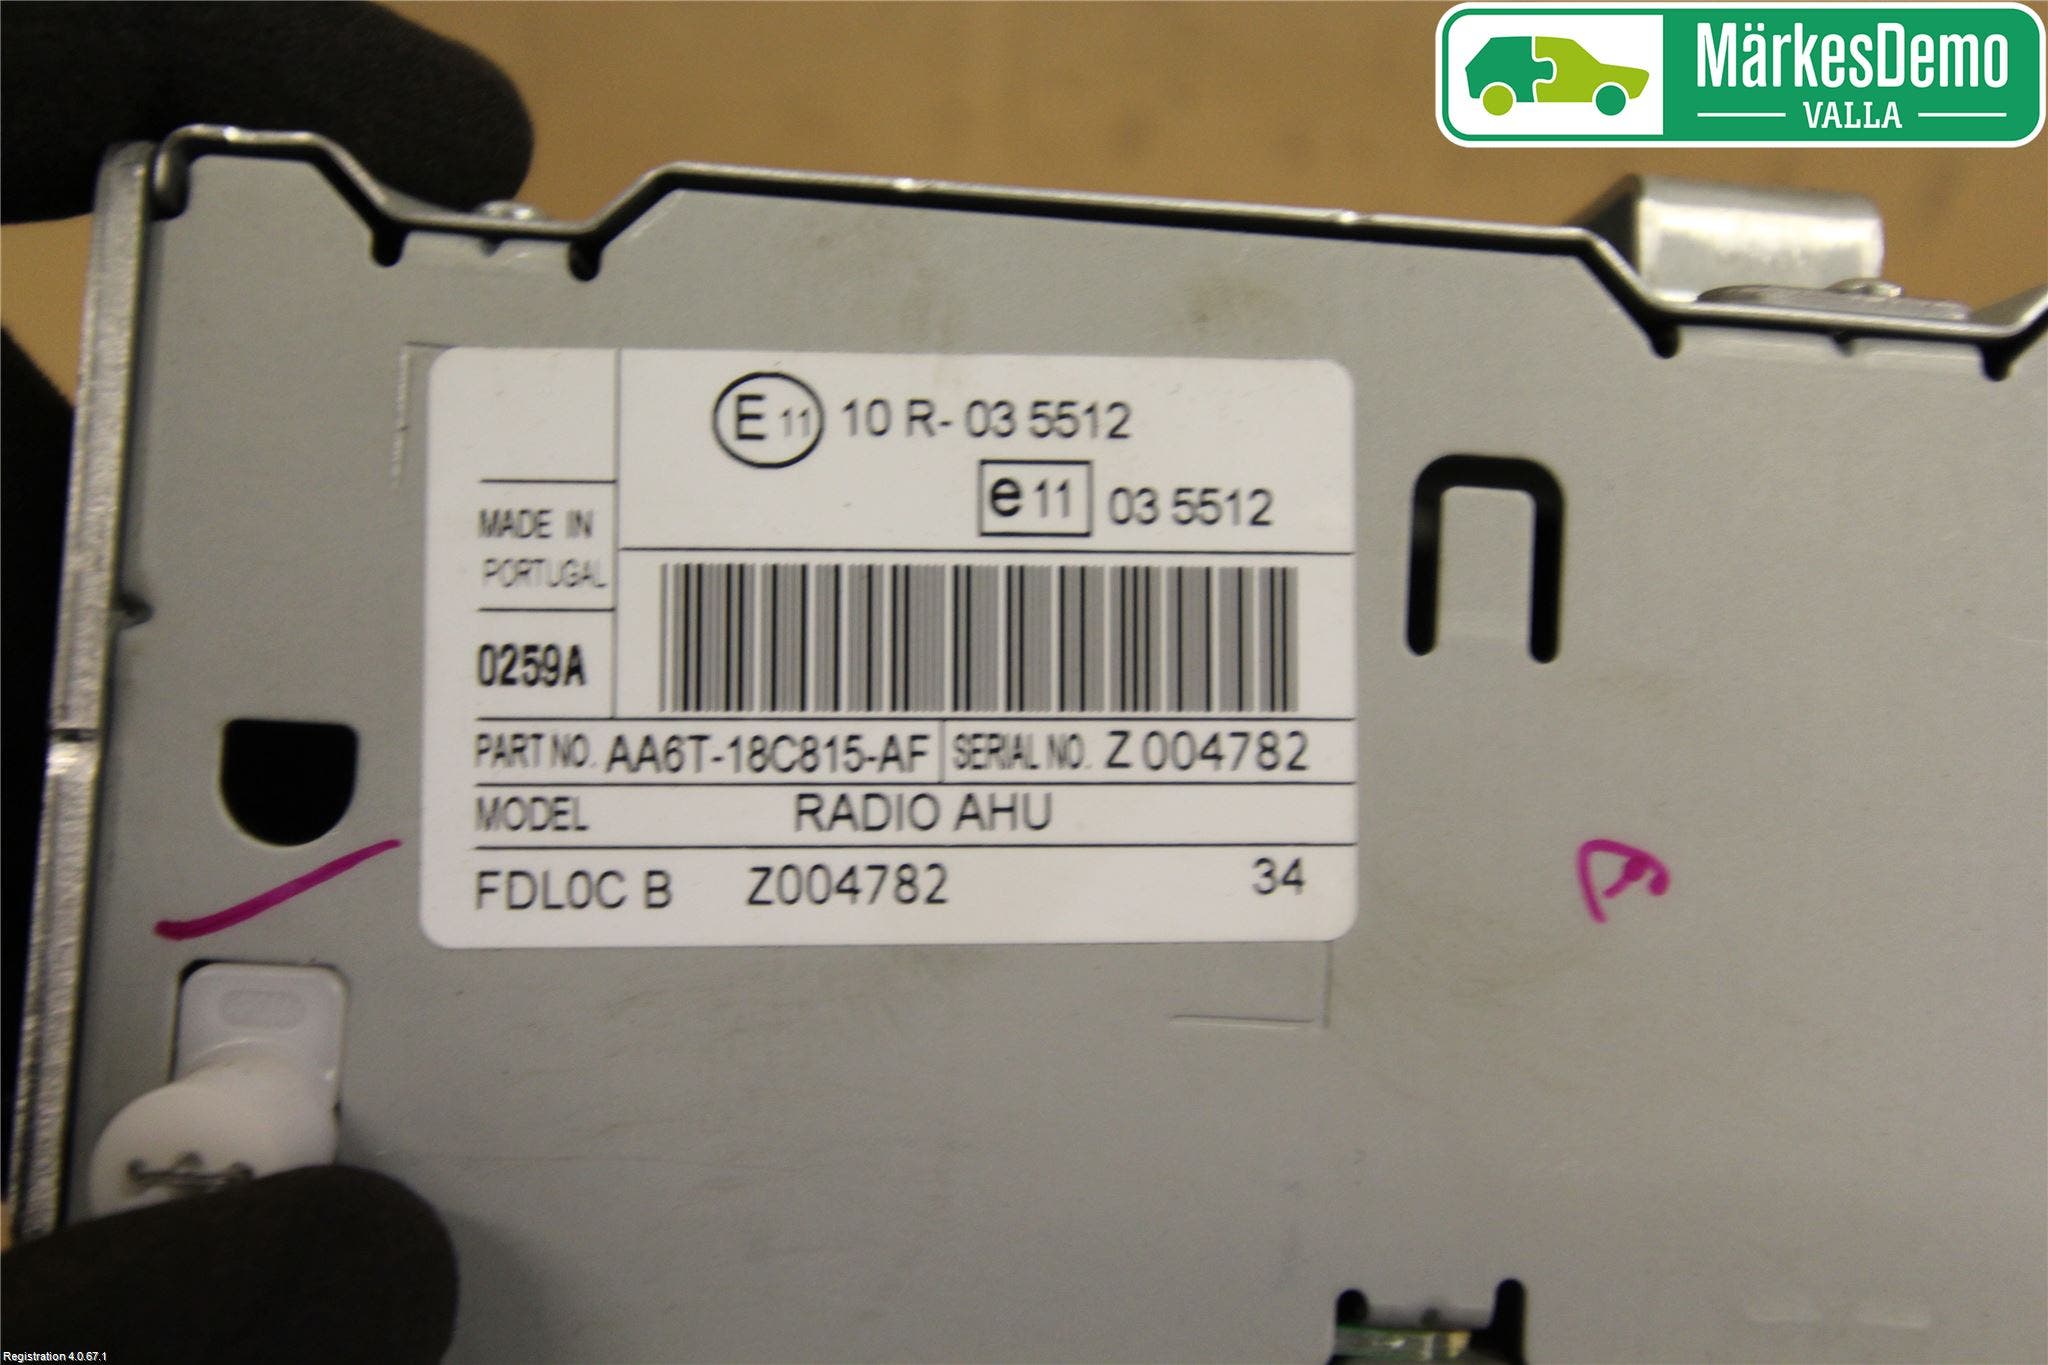 MärkesDemo
VALLA
E 11 10 R- 03 5512
e 11 03 5512
MADE IN
PORTUGAL
0259A
PART NO. AA6T-18C815-AF SERIAL NO. Z 004782
MODEL RADIO AHU
FDL0C B Z004782 34
Registration 4.0.67.1